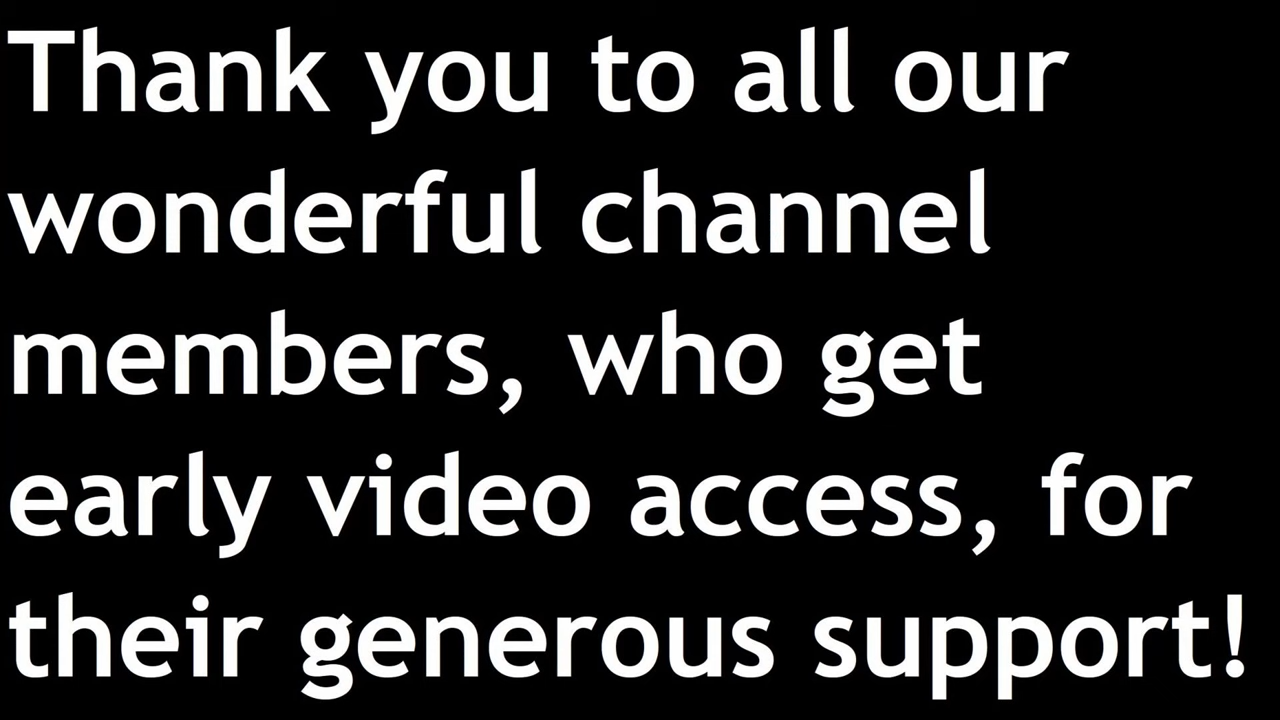 Thank you to all our
wonderful channel
members, who get
early video access, for
their generous support!